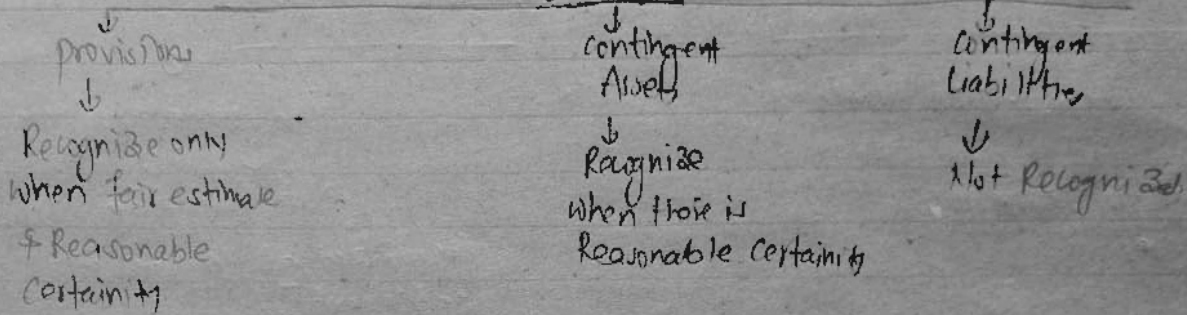 provisions
↓
Recognize only
when fair estimate
& Reasonable
Certainity
Contingent
Assets
↓
Recognize
when there is
Reasonable Certainity
Contingent
Liabilities
↓
Not Recognized